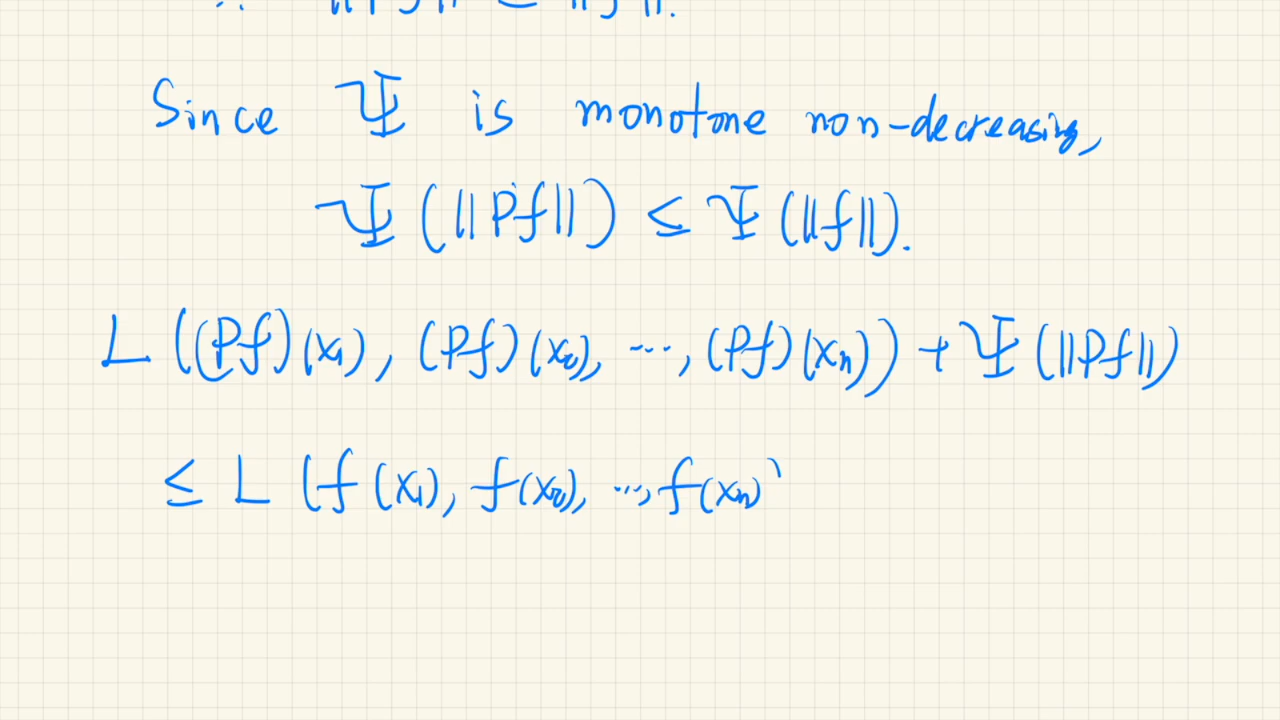 Since Ψ is monotone non-decreasing,
Ψ (||Pf||) ≤ Ψ (||f||).
L ((Pf)(x₁), (Pf)(x₂), ..., (Pf)(xₙ)) + Ψ (||Pf||)
≤ L (f(x₁), f(x₂), ..., f(xₙ)